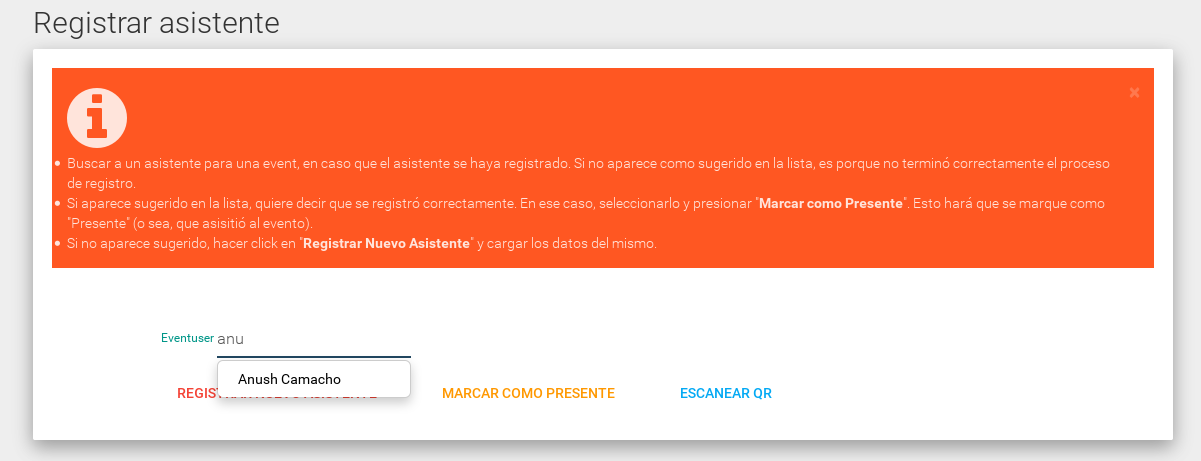 Registrar asistente
×
Buscar a un asistente para una event, en caso que el asistente se haya registrado. Si no aparece como sugerido en la lista, es porque no terminó correctamente el proceso
de registro.
Si aparece sugerido en la lista, quiere decir que se registró correctamente. En ese caso, seleccionarlo y presionar "Marcar como Presente". Esto hará que se marque como
"Presente" (o sea, que asisitió al evento).
Si no aparece sugerido, hacer click en "Registrar Nuevo Asistente" y cargar los datos del mismo.
Eventuser anu
Anush Camacho
REGISTRAR NUEVO ASISTENTE MARCAR COMO PRESENTE ESCANEAR QR